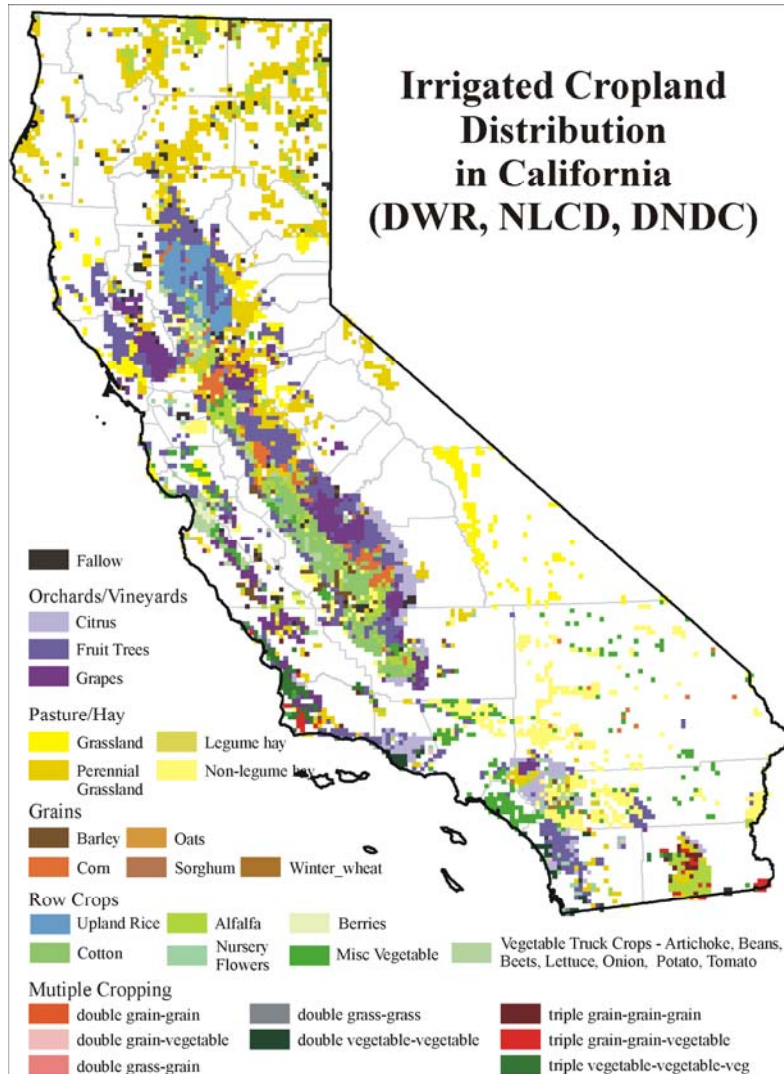 Irrigated Cropland
Distribution
in California
(DWR, NLCD, DNDC)
Fallow
Orchards/Vineyards
Citrus
Fruit Trees
Grapes
Pasture/Hay
Grassland Legume hay
Perennial Grassland Non-legume hay
Grains
Barley Oats
Corn Sorghum Winter_wheat
Row Crops
Upland Rice Alfalfa Berries
Cotton Nursery Flowers Misc Vegetable Vegetable Truck Crops - Artichoke, Beans,
Beets, Lettuce, Onion, Potato, Tomato
Mutiple Cropping
double grain-grain double grass-grass triple grain-grain-grain
double grain-vegetable double vegetable-vegetable triple grain-grain-vegetable
double grass-grain triple vegetable-vegetable-veg